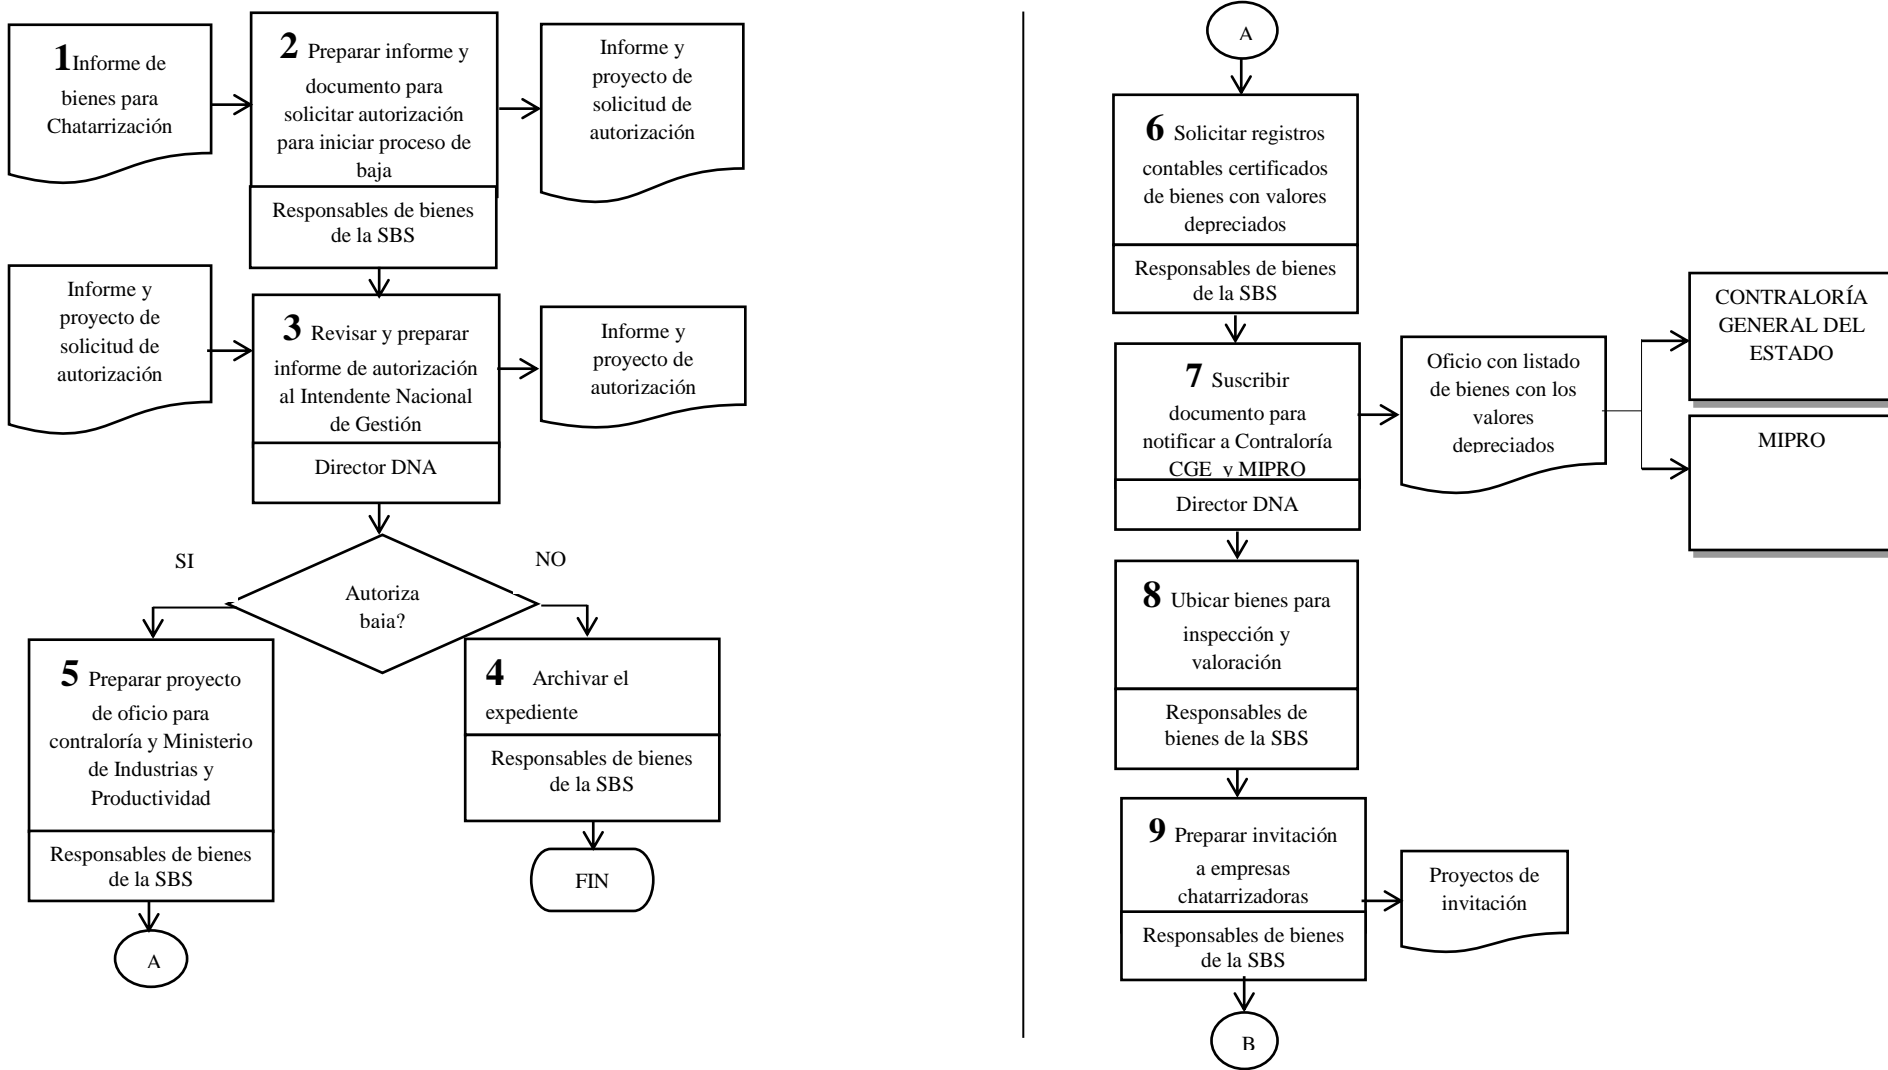 1 Informe de
bienes para
Chatarrización
2 Preparar informe y
documento para
solicitar autorización
para iniciar proceso de
baja
Responsables de bienes
de la SBS
Informe y
proyecto de
solicitud de
autorización
Informe y
proyecto de
solicitud de
autorización
3 Revisar y preparar
informe de autorización
al Intendente Nacional
de Gestión
Director DNA
Informe y
proyecto de
autorización
SI
NO
Autoriza
baja?
5 Preparar proyecto
de oficio para
contraloría y Ministerio
de Industrias y
Productividad
Responsables de bienes
de la SBS
A
4 Archivar el
expediente
Responsables de bienes
de la SBS
FIN
A
6 Solicitar registros
contables certificados
de bienes con valores
depreciados
Responsables de bienes
de la SBS
7 Suscribir
documento para
notificar a Contraloría
CGE y MIPRO
Director DNA
Oficio con listado
de bienes con los
valores
depreciados
CONTRALORÍA
GENERAL DEL
ESTADO
MIPRO
8 Ubicar bienes para
inspección y
valoración
Responsables de
bienes de la SBS
9 Preparar invitación
a empresas
chatarrizadoras
Responsables de bienes
de la SBS
Proyectos de
invitación
B